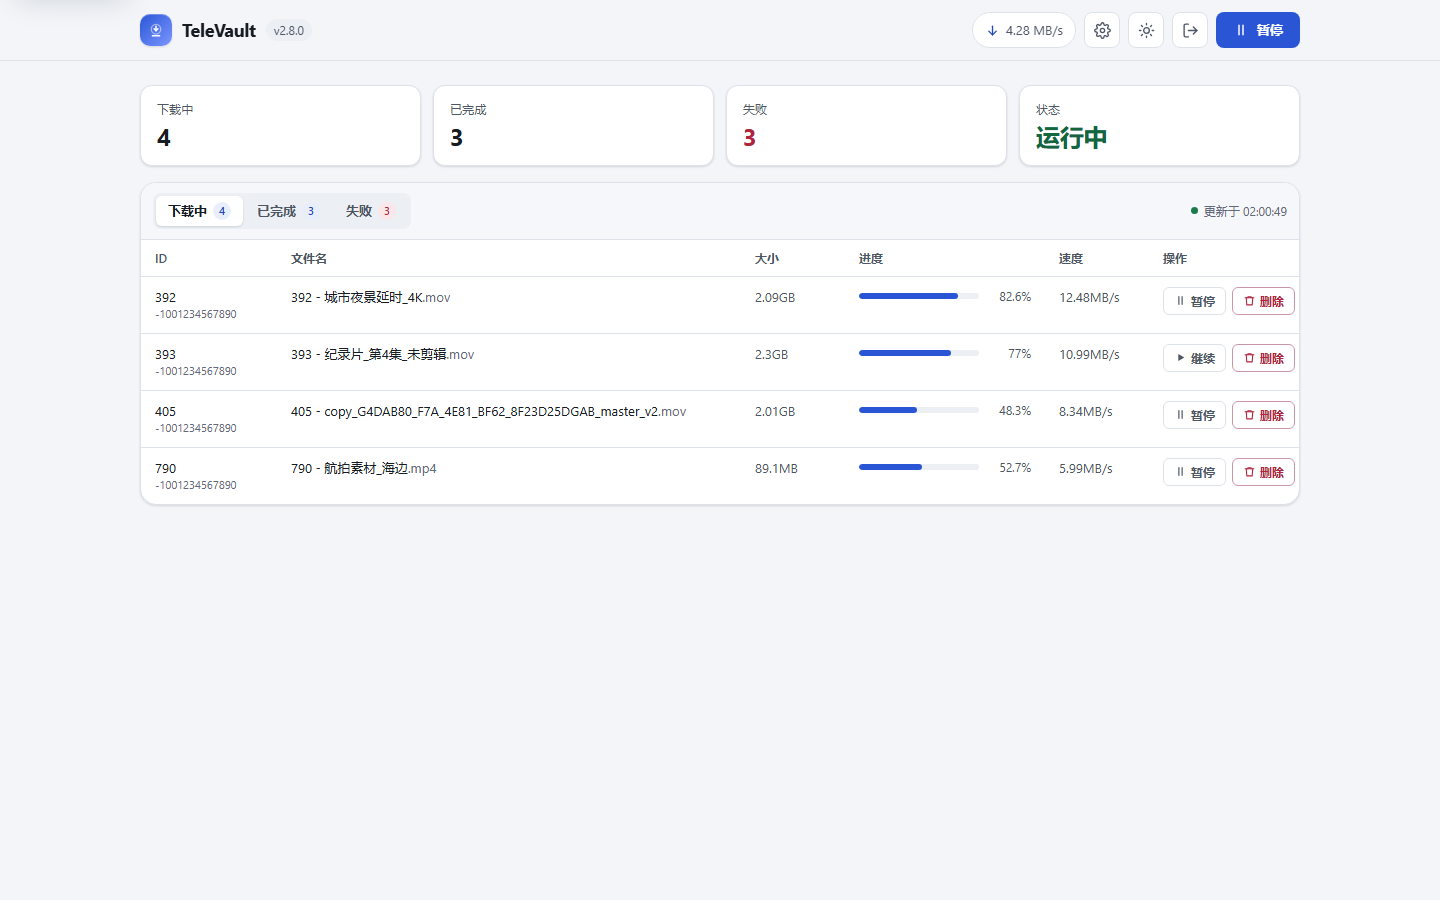 TeleVault v2.8.0 4.28 MB/s 暂停
下载中 已完成 失败 状态
4 3 3 运行中
下载中 4 已完成 3 失败 3 更新于 02:00:49
ID 文件名 大小 进度 速度 操作
392 392 - 城市夜景延时_4K.mov 2.09GB 82.6% 12.48MB/s 暂停 删除
-1001234567890
393 393 - 纪录片_第4集_未剪辑.mov 2.3GB 77% 10.99MB/s 继续 删除
-1001234567890
405 405 - copy_G4DAB80_F7A_4E81_BF62_8F23D25DGAB_master_v2.mov 2.01GB 48.3% 8.34MB/s 暂停 删除
-1001234567890
790 790 - 航拍素材_海边.mp4 89.1MB 52.7% 5.99MB/s 暂停 删除
-1001234567890